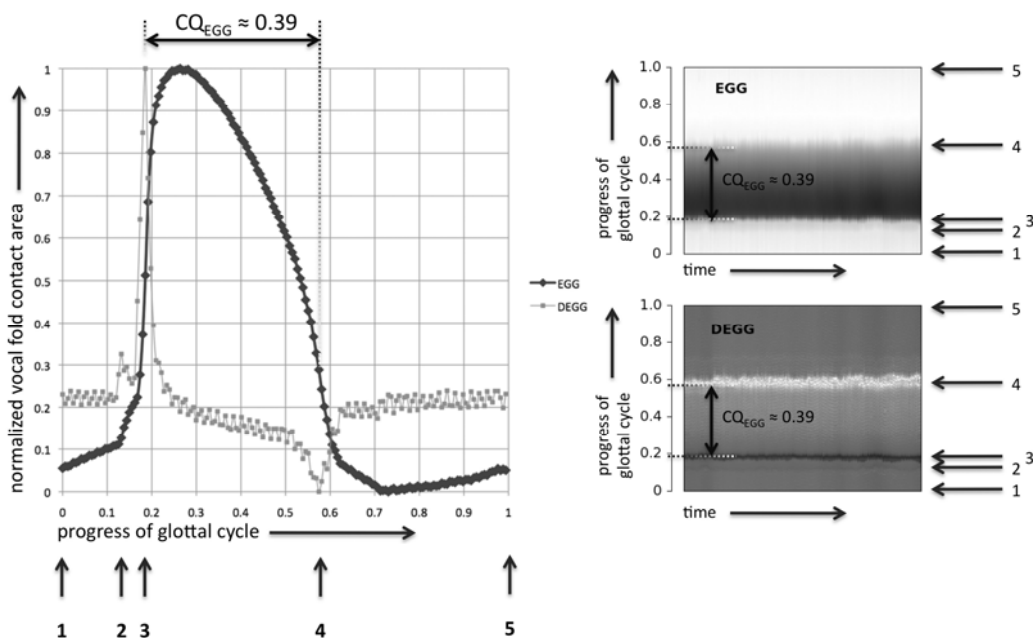 CQEGG ≈ 0.39
normalized vocal fold contact area
1
0.9
0.8
0.7
0.6
0.5
0.4
0.3
0.2
0.1
0
0 0.1 0.2 0.3 0.4 0.5 0.6 0.7 0.8 0.9 1
progress of glottal cycle
1 2 3 4 5
EGG
DEGG
progress of
glottal cycle
1.0
0.8
0.6
0.4
0.2
0
EGG
CQEGG ≈ 0.39
time
5
4
3
2
1
progress of
glottal cycle
1.0
0.8
0.6
0.4
0.2
0
DEGG
CQEGG ≈ 0.39
time
5
4
3
2
1